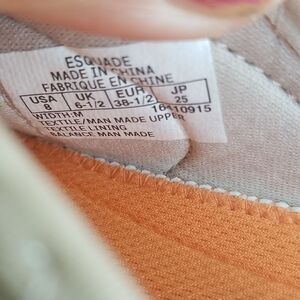 ESQUADE
MADE IN CHINA
FABRIQUE EN CHINE
USA UK EUR JP
8 6-1/2 38-1/2 25
WIDTH:M 16110915
TEXTILE/MAN MADE UPPER
TEXTILE LINING
BALANCE MAN MADE